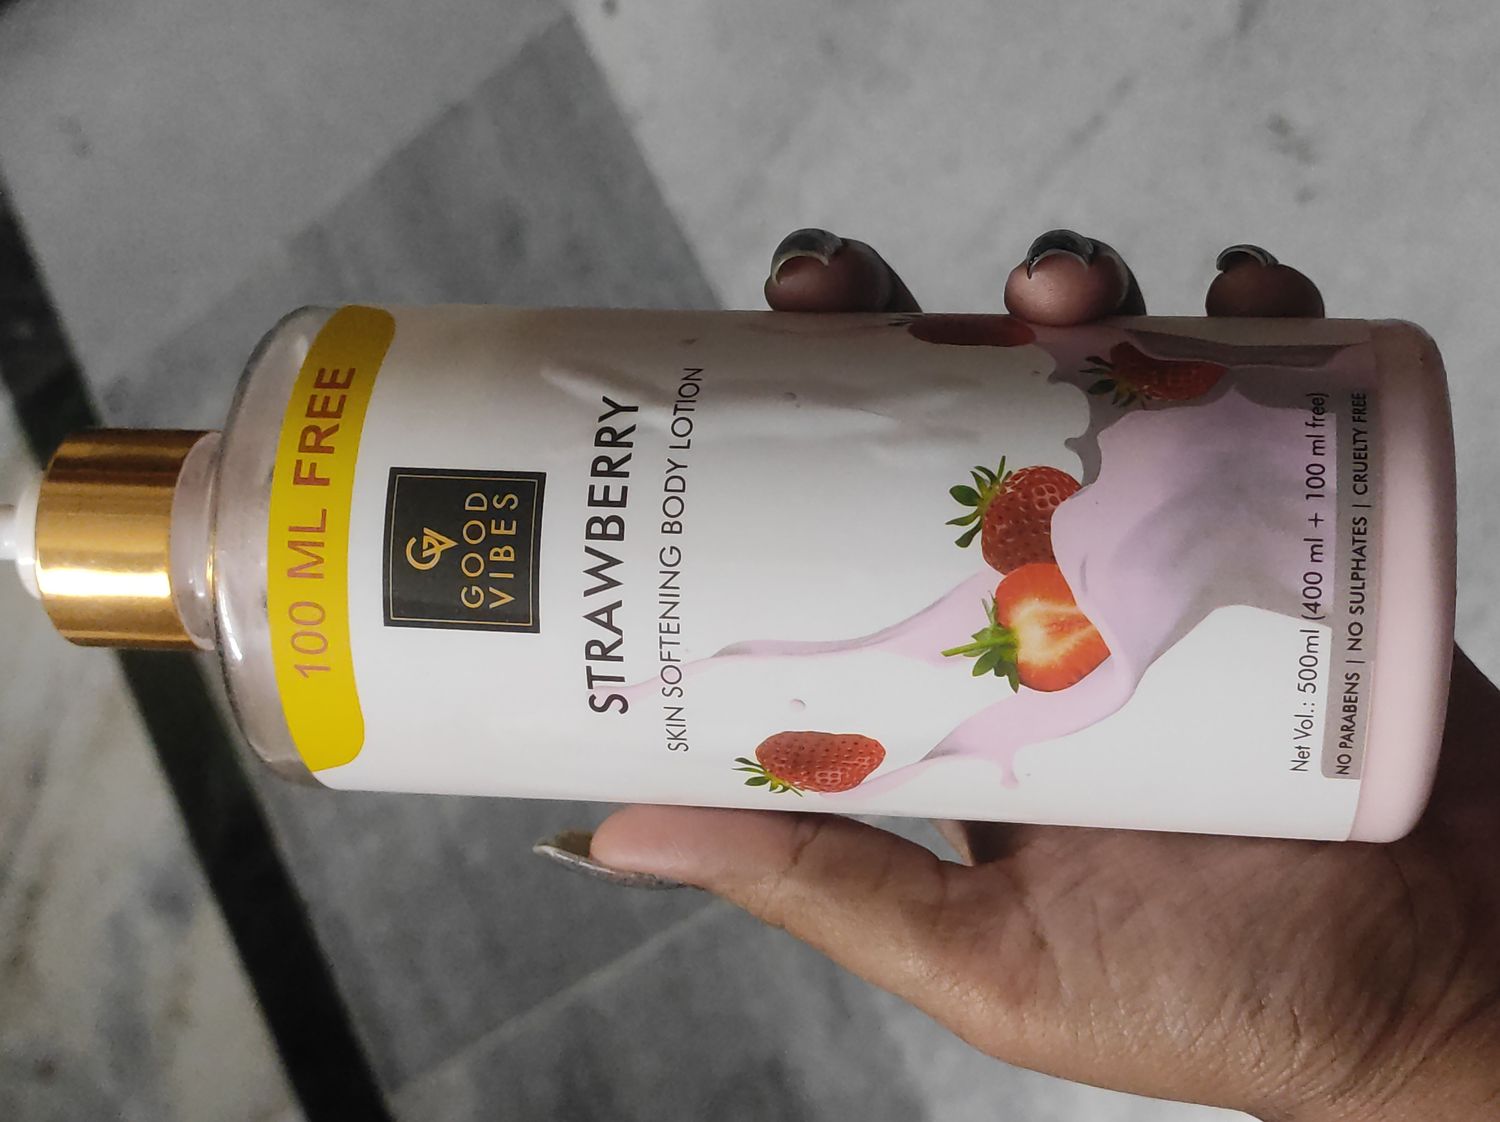 100 ML FREE
GV
GOOD
VIBES
STRAWBERRY
SKIN SOFTENING BODY LOTION
Net Vol.: 500ml (400 ml + 100 ml free)
NO PARABENS | NO SULPHATES | CRUELTY FREE